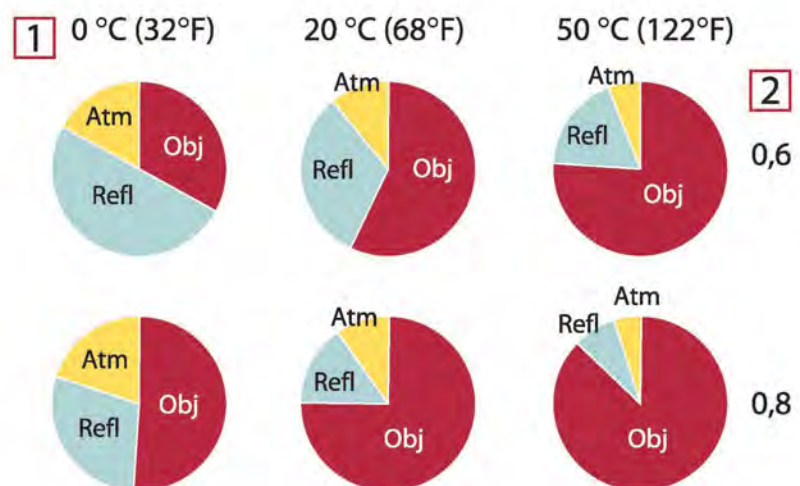 1 0 °C (32°F) 20 °C (68°F) 50 °C (122°F)
2
Atm Obj Refl
Atm Refl Obj
Atm Refl Obj
0,6
Atm Obj Refl
Atm Refl Obj
Atm Refl Obj
0,8